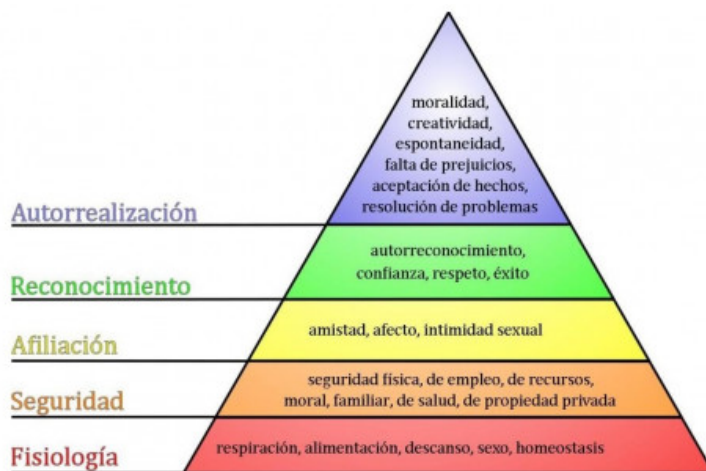 moralidad,
creatividad,
espontaneidad,
falta de prejuicios,
aceptación de hechos,
resolución de problemas
Autorrealización
autorreconocimiento,
confianza, respeto, éxito
Reconocimiento
amistad, afecto, intimidad sexual
Afiliación
seguridad física, de empleo, de recursos,
moral, familiar, de salud, de propiedad privada
Seguridad
respiración, alimentación, descanso, sexo, homeostasis
Fisiología